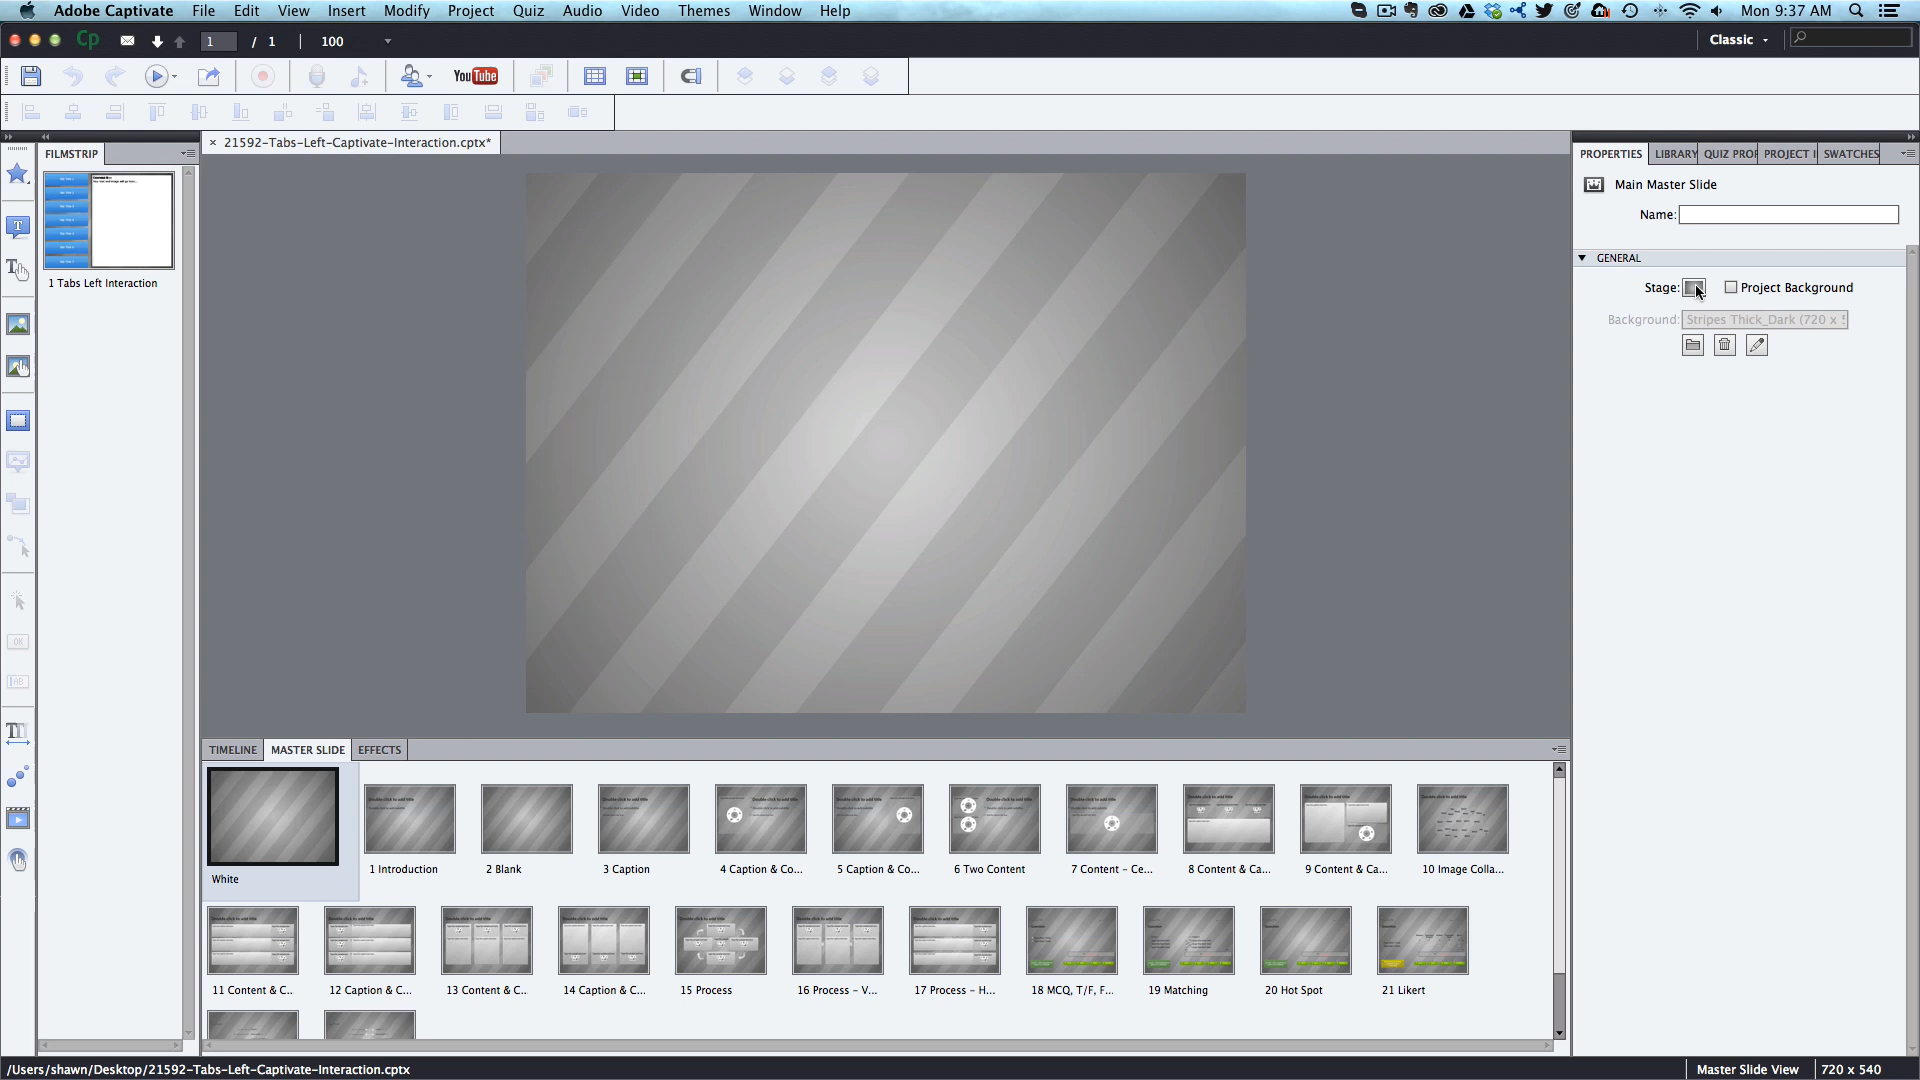 Adobe Captivate File Edit View Insert Modify Project Quiz Audio Video Themes Window Help Mon 9:37 AM
Cp 1 / 1 100 Classic
YouTube
21592-Tabs-Left-Captivate-Interaction.cptx*
FILMSTRIP
1 Tabs Left Interaction
PROPERTIES LIBRARY QUIZ PROP PROJECT I SWATCHES
Main Master Slide
Name:
GENERAL
Stage: Project Background
Background: Stripes Thick_Dark (720 x
TIMELINE MASTER SLIDE EFFECTS
White
1 Introduction 2 Blank 3 Caption 4 Caption & Co... 5 Caption & Co... 6 Two Content 7 Content - Ce... 8 Content & Ca... 9 Content & Ca... 10 Image Colla...
11 Content & C... 12 Caption & C... 13 Content & C... 14 Caption & C... 15 Process 16 Process - V... 17 Process - H... 18 MCQ, T/F, F... 19 Matching 20 Hot Spot 21 Likert
/Users/shawn/Desktop/21592-Tabs-Left-Captivate-Interaction.cptx Master Slide View 720 x 540